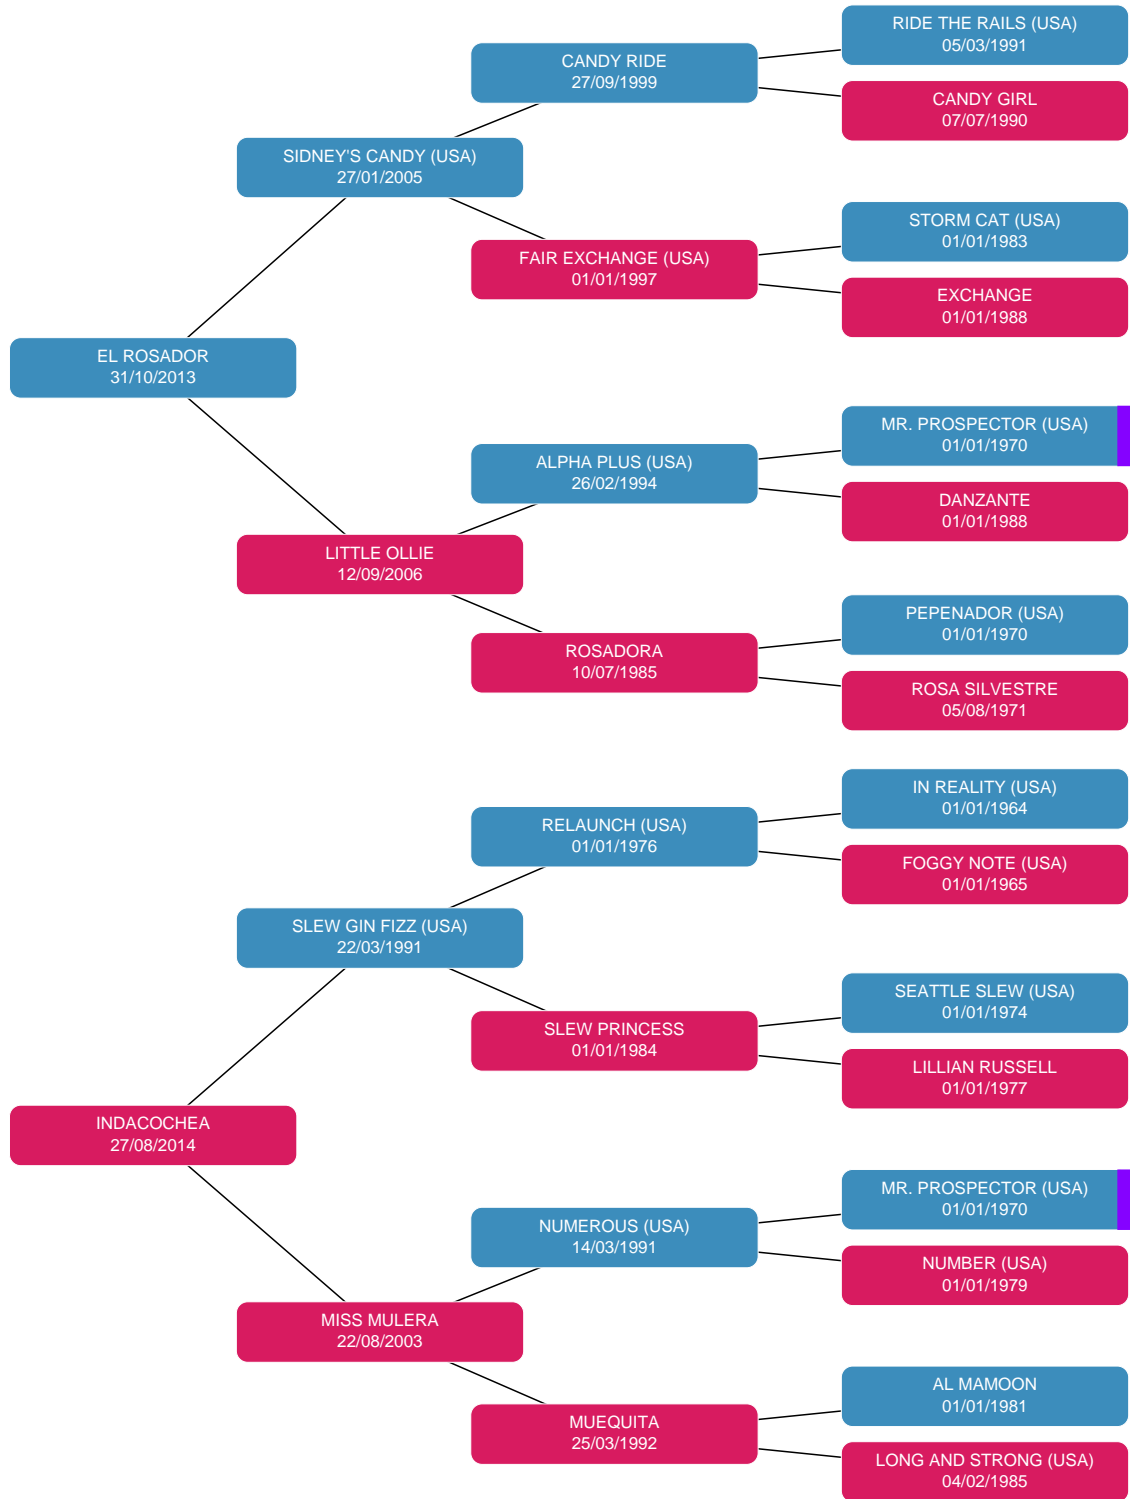 RIDE THE RAILS (USA)
05/03/1991
CANDY RIDE
27/09/1999
CANDY GIRL
07/07/1990
SIDNEY'S CANDY (USA)
27/01/2005
STORM CAT (USA)
01/01/1983
FAIR EXCHANGE (USA)
01/01/1997
EXCHANGE
01/01/1988
EL ROSADOR
31/10/2013
MR. PROSPECTOR (USA)
01/01/1970
ALPHA PLUS (USA)
26/02/1994
DANZANTE
01/01/1988
LITTLE OLLIE
12/09/2006
PEPENADOR (USA)
01/01/1970
ROSADORA
10/07/1985
ROSA SILVESTRE
05/08/1971
IN REALITY (USA)
01/01/1964
RELAUNCH (USA)
01/01/1976
FOGGY NOTE (USA)
01/01/1965
SLEW GIN FIZZ (USA)
22/03/1991
SEATTLE SLEW (USA)
01/01/1974
SLEW PRINCESS
01/01/1984
LILLIAN RUSSELL
01/01/1977
INDACOCHEA
27/08/2014
MR. PROSPECTOR (USA)
01/01/1970
NUMEROUS (USA)
14/03/1991
NUMBER (USA)
01/01/1979
MISS MULERA
22/08/2003
AL MAMOON
01/01/1981
MUEQUITA
25/03/1992
LONG AND STRONG (USA)
04/02/1985